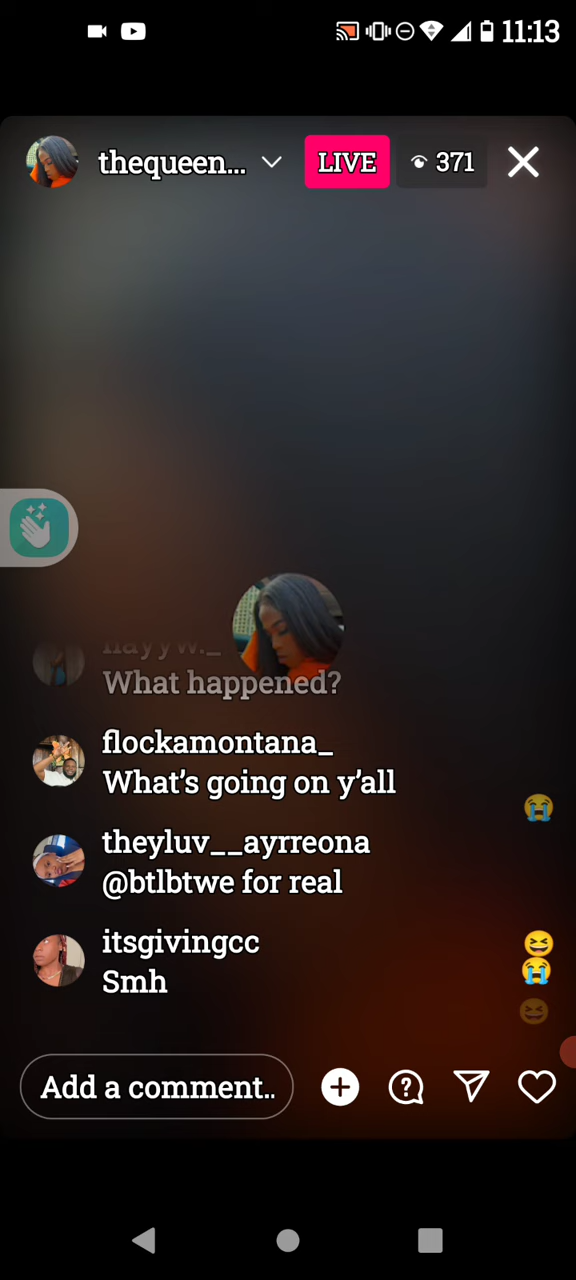 11:13
thequeen...
LIVE
371
hayyw._
What happened?
flockamontana_
What's going on y'all
theyluv__ayrreona
@btlbtwe for real
itsgivingcc
Smh
Add a comment..